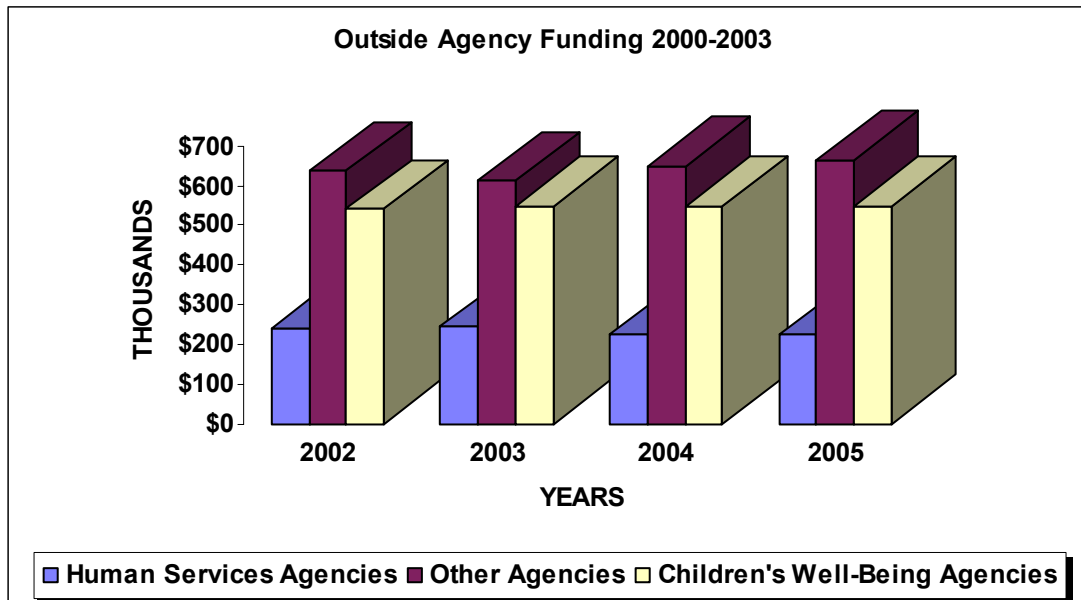 Outside Agency Funding 2000-2003
$700
$600
$500
$400
$300
$200
$100
$0
THOUSANDS
2002 2003 2004 2005
YEARS
Human Services Agencies Other Agencies Children's Well-Being Agencies